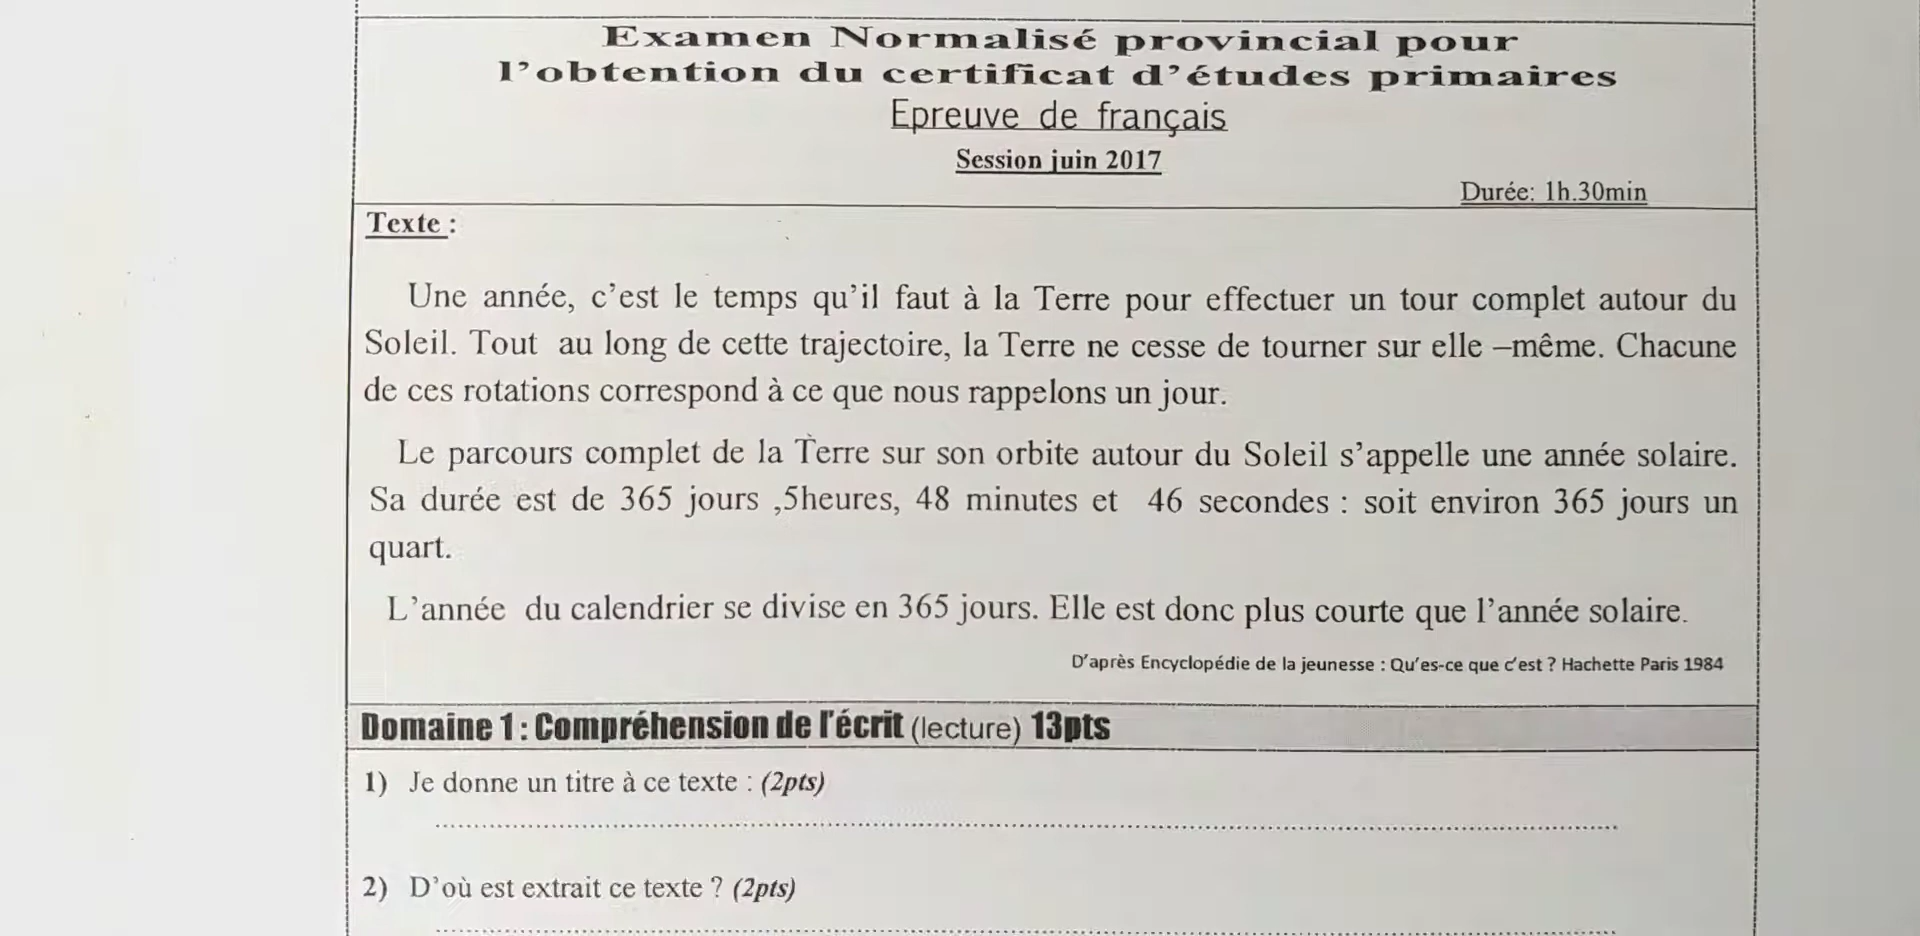 Examen Normalisé provincial pour
l'obtention du certificat d'études primaires
Epreuve de français
Session juin 2017
Durée: 1h.30min
Texte :
Une année, c'est le temps qu'il faut à la Terre pour effectuer un tour complet autour du
Soleil. Tout au long de cette trajectoire, la Terre ne cesse de tourner sur elle –même. Chacune
de ces rotations correspond à ce que nous rappelons un jour.
Le parcours complet de la Terre sur son orbite autour du Soleil s'appelle une année solaire.
Sa durée est de 365 jours ,5heures, 48 minutes et 46 secondes : soit environ 365 jours un
quart.
L'année du calendrier se divise en 365 jours. Elle est donc plus courte que l'année solaire.
D'après Encyclopédie de la jeunesse : Qu'es-ce que c'est ? Hachette Paris 1984
Domaine 1 : Compréhension de l'écrit (lecture) 13pts
1) Je donne un titre à ce texte : (2pts)
2) D'où est extrait ce texte ? (2pts)